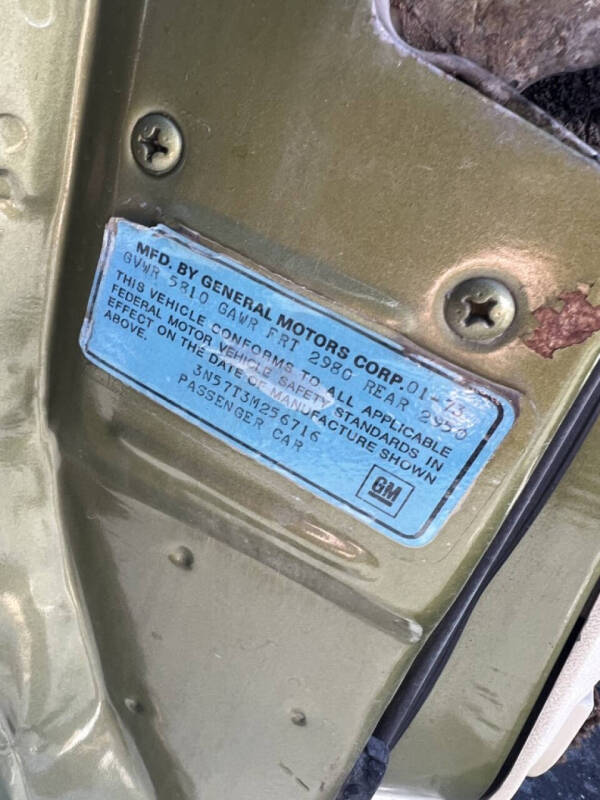 MFD. BY GENERAL MOTORS CORP. 01-73
GVWR 5810 GAWR FRT 2980 REAR 2950
THIS VEHICLE CONFORMS TO ALL APPLICABLE
FEDERAL MOTOR VEHICLE SAFETY STANDARDS IN
EFFECT ON THE DATE OF MANUFACTURE SHOWN
ABOVE.
3N57T3M256716
PASSENGER CAR
GM